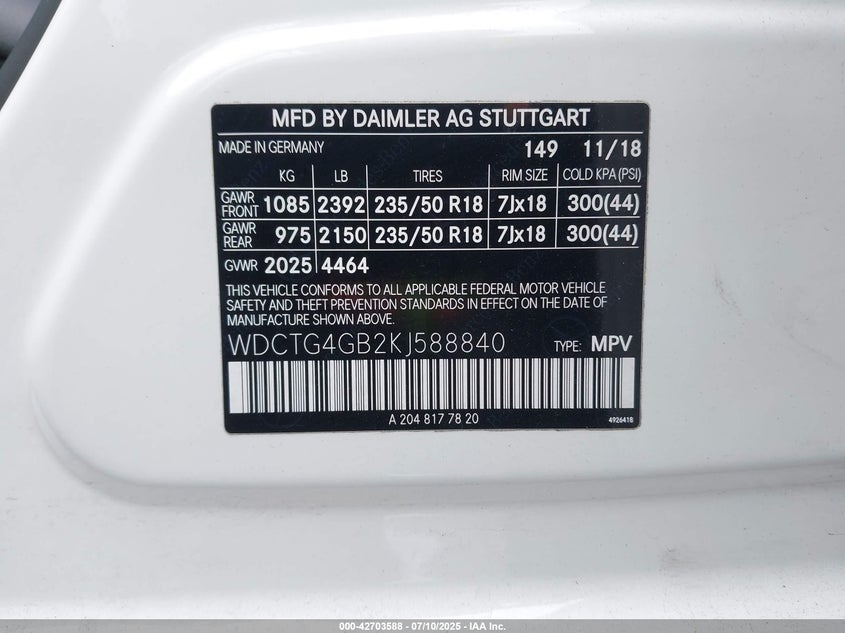 MFD BY DAIMLER AG STUTTGART
MADE IN GERMANY 149 11/18
KG LB TIRES RIM SIZE COLD KPA (PSI)
GAWR FRONT 1085 2392 235/50 R18 7Jx18 300(44)
GAWR REAR 975 2150 235/50 R18 7Jx18 300(44)
GVWR 2025 4464
THIS VEHICLE CONFORMS TO ALL APPLICABLE FEDERAL MOTOR VEHICLE
SAFETY AND THEFT PREVENTION STANDARDS IN EFFECT ON THE DATE OF
MANUFACTURE SHOWN ABOVE.
WDCTG4GB2KJ588840 TYPE: MPV
A 204 817 78 20
4926418
000-42703588 - 07/10/2025 - IAA Inc.